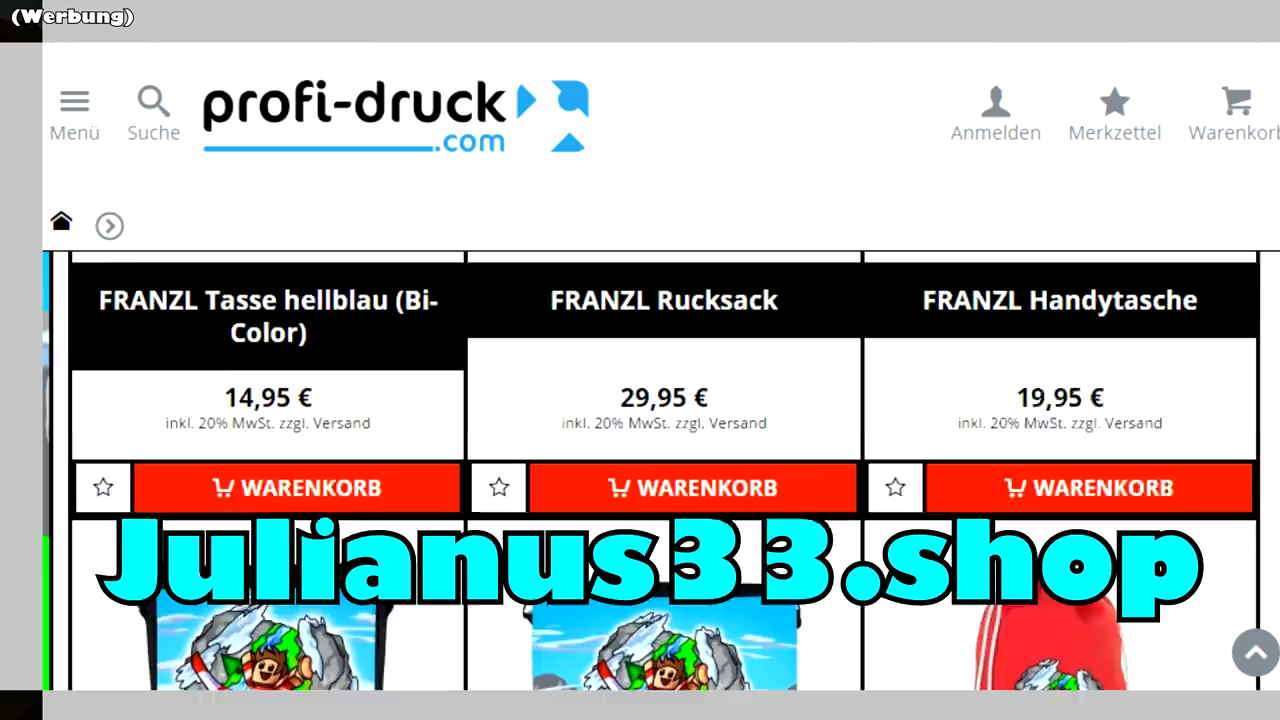 (Werbung)
Menü
Suche
profi-druck
.com
Anmelden
Merkzettel
Warenkorb
FRANZL Tasse hellblau (Bi-
Color)
14,95 €
inkl. 20% MwSt. zzgl. Versand
WARENKORB
FRANZL Rucksack
29,95 €
inkl. 20% MwSt. zzgl. Versand
WARENKORB
FRANZL Handytasche
19,95 €
inkl. 20% MwSt. zzgl. Versand
WARENKORB
Julianus33.shop